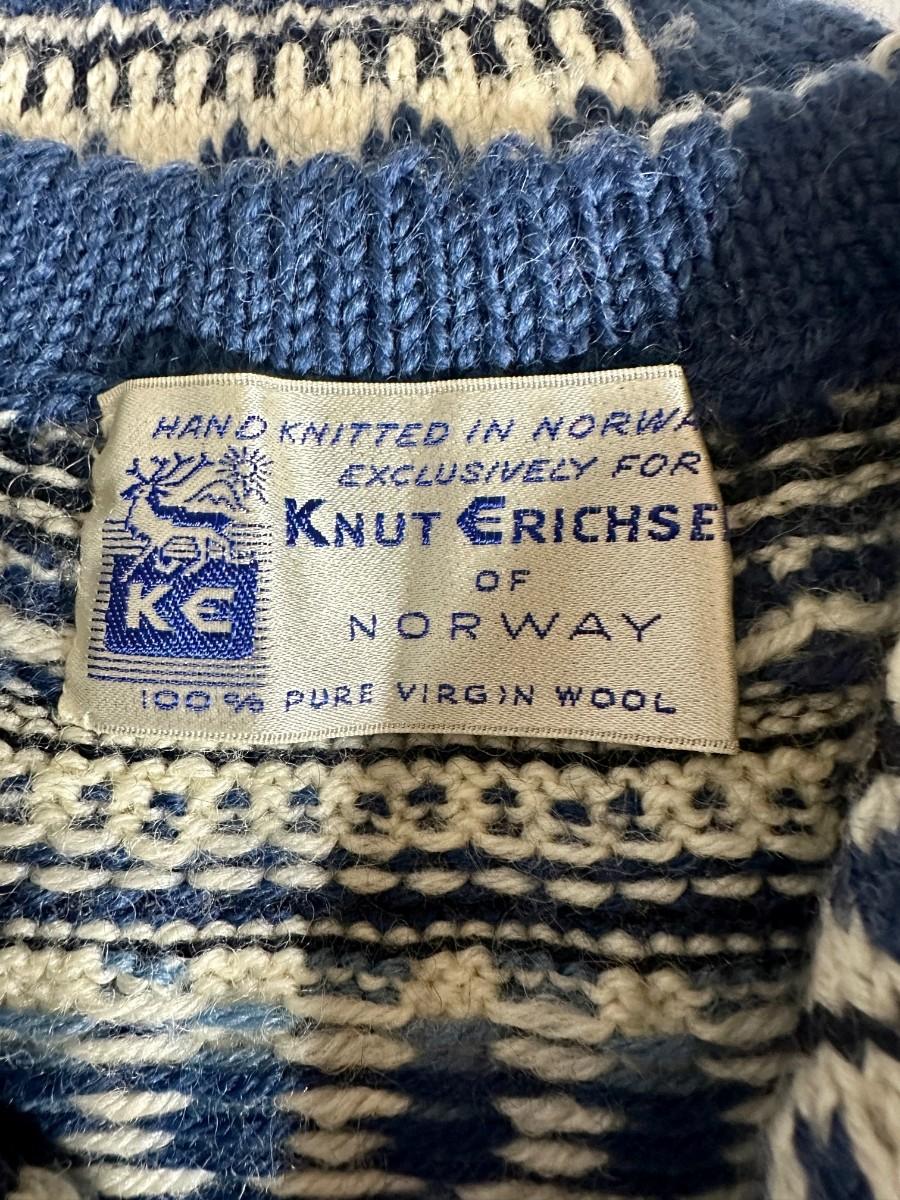 HAND KNITTED IN NORWA
EXCLUSIVELY FOR
KNUT ERICHSE
OF
NORWAY
KE
100% PURE VIRGIN WOOL